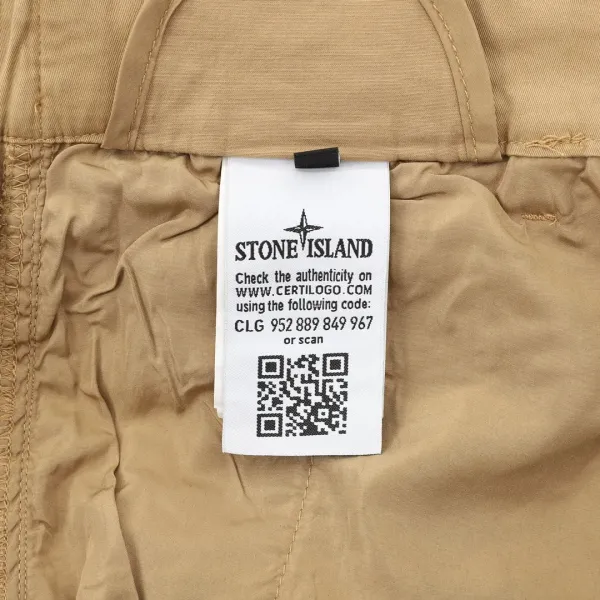 STONE ISLAND
Check the authenticity on
WWW.CERTILOGO.COM
using the following code:
CLG 952 889 849 967
or scan